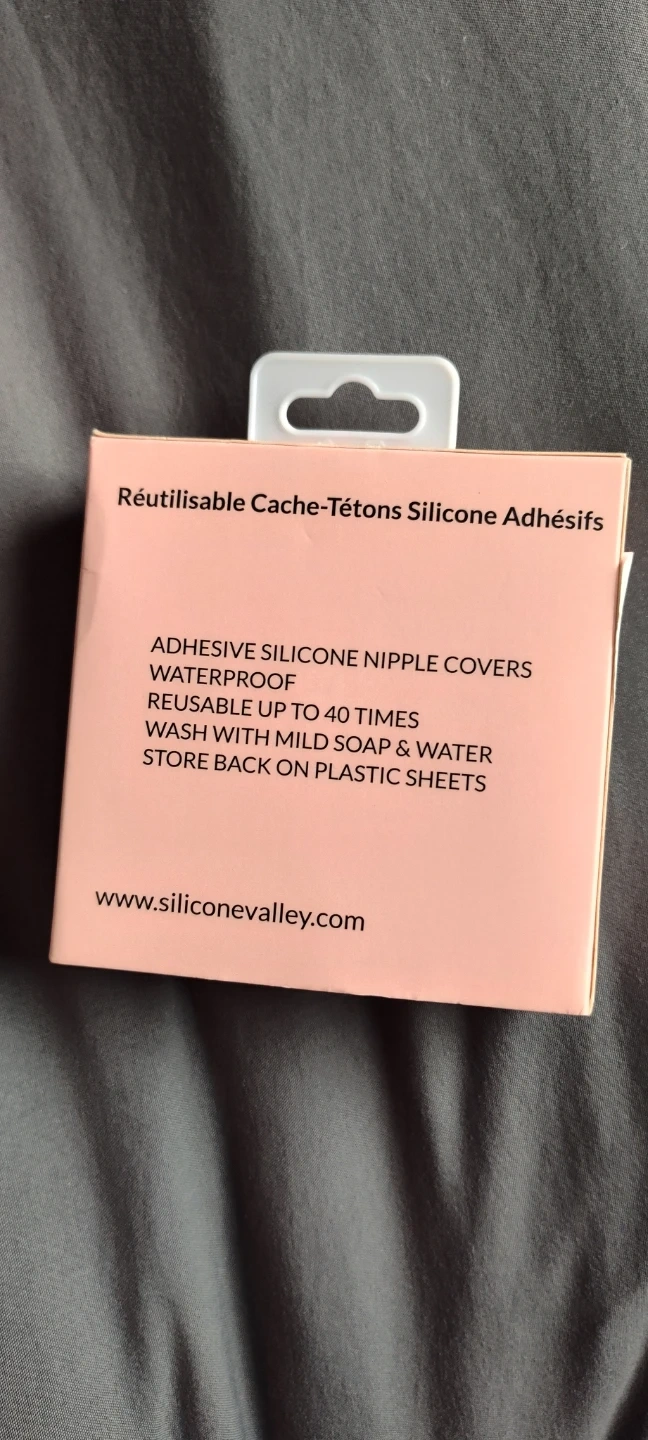 Réutilisable Cache-Tétons Silicone Adhésifs
ADHESIVE SILICONE NIPPLE COVERS
WATERPROOF
REUSABLE UP TO 40 TIMES
WASH WITH MILD SOAP & WATER
STORE BACK ON PLASTIC SHEETS
www.siliconevalley.com